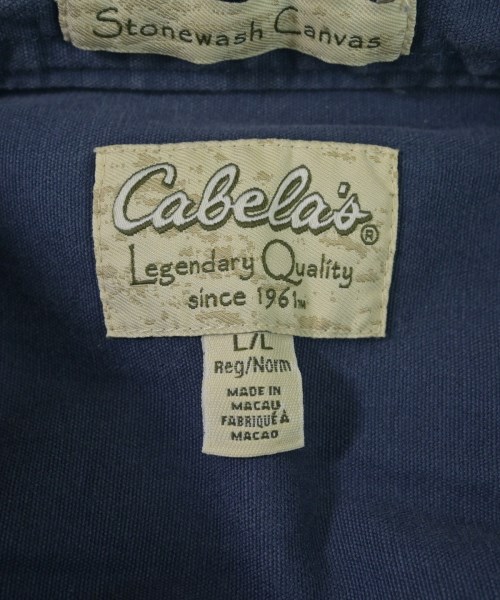 Stonewash Canvas
Cabela's®
Legendary Quality
since 1961™
L/L
Reg/Norm
MADE IN
MACAU
FABRIQUÉ À
MACAO